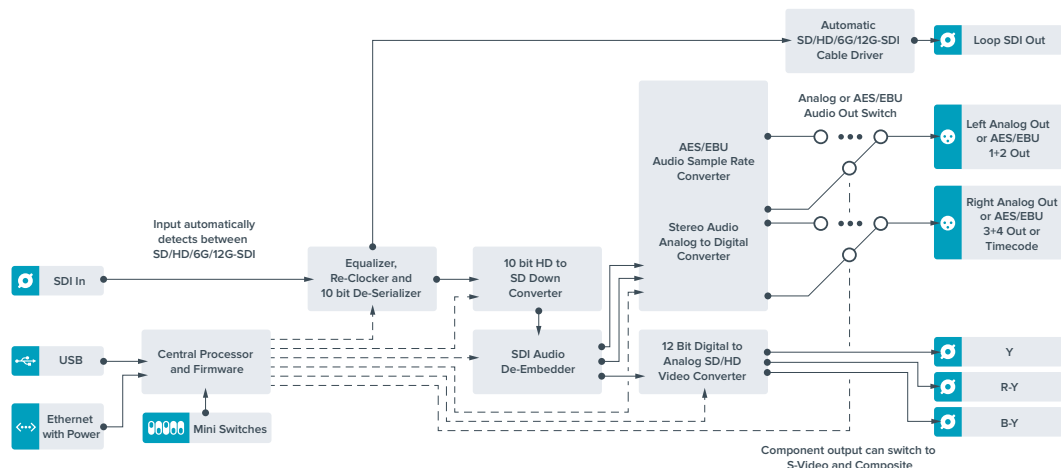 Automatic
SD/HD/6G/12G-SDI
Cable Driver
Loop SDI Out
Analog or AES/EBU
Audio Out Switch
Left Analog Out
or AES/EBU
1+2 Out
AES/EBU
Audio Sample Rate
Converter
Right Analog Out
or AES/EBU
3+4 Out or
Timecode
Stereo Audio
Analog to Digital
Converter
Input automatically
detects between
SD/HD/6G/12G-SDI
SDI In
Equalizer,
Re-Clocker and
10 bit De-Serializer
10 bit HD to
SD Down
Converter
USB
Central Processor
and Firmware
SDI Audio
De-Embedder
12 Bit Digital to
Analog SD/HD
Video Converter
Y
R-Y
B-Y
Ethernet
with Power
Mini Switches
Component output can switch to
S-Video and Composite